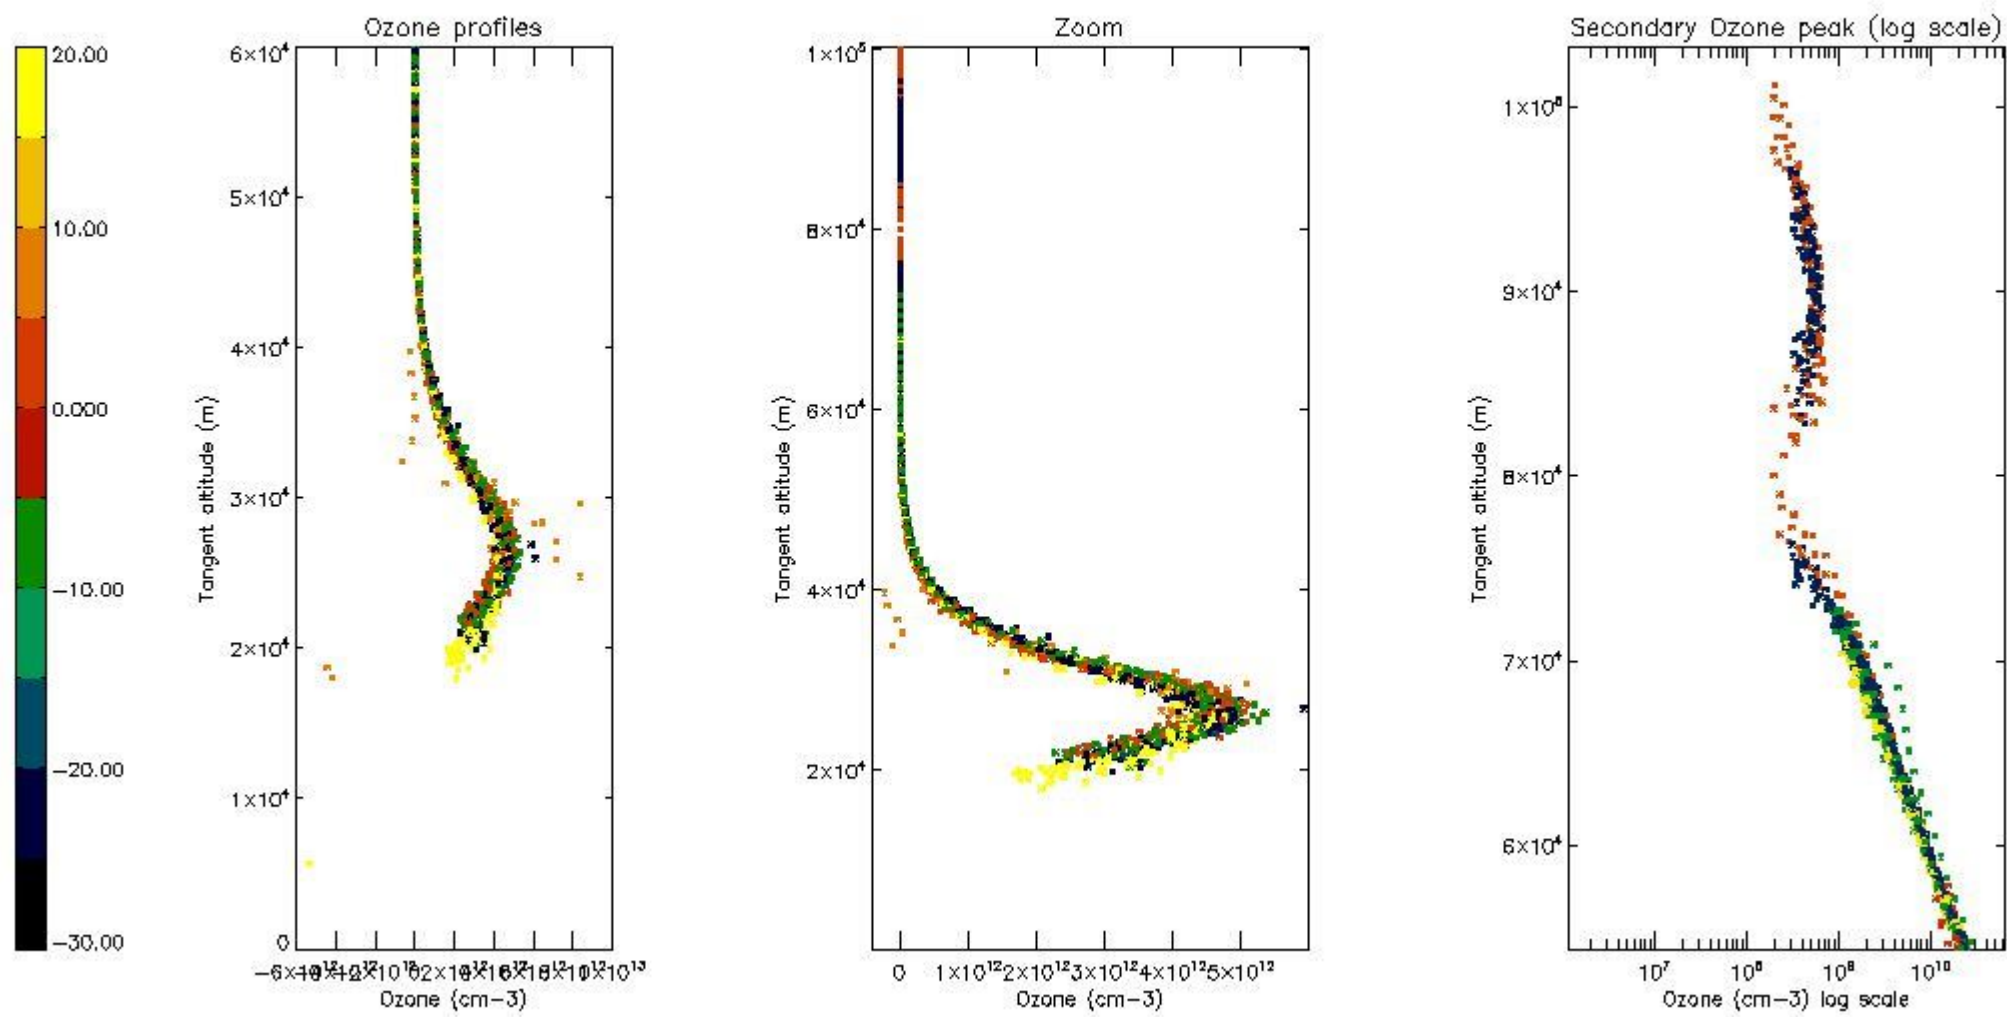 Ozone profiles
Zoom
Secondary Ozone peak (log scale)
20.00
10.00
0.000
−10.00
−20.00
−30.00
6×10⁴
5×10⁴
4×10⁴
3×10⁴
2×10⁴
1×10⁴
0
Tangent altitude (m)
Ozone (cm−3)
1×10⁵
8×10⁴
6×10⁴
4×10⁴
2×10⁴
Tangent altitude (m)
0 1×10¹² 2×10¹² 3×10¹² 4×10¹² 5×10¹²
Ozone (cm−3)
9×10⁴
8×10⁴
7×10⁴
6×10⁴
Tangent altitude (m)
10⁷ 10⁸ 10⁹ 10¹⁰
Ozone (cm−3) log scale